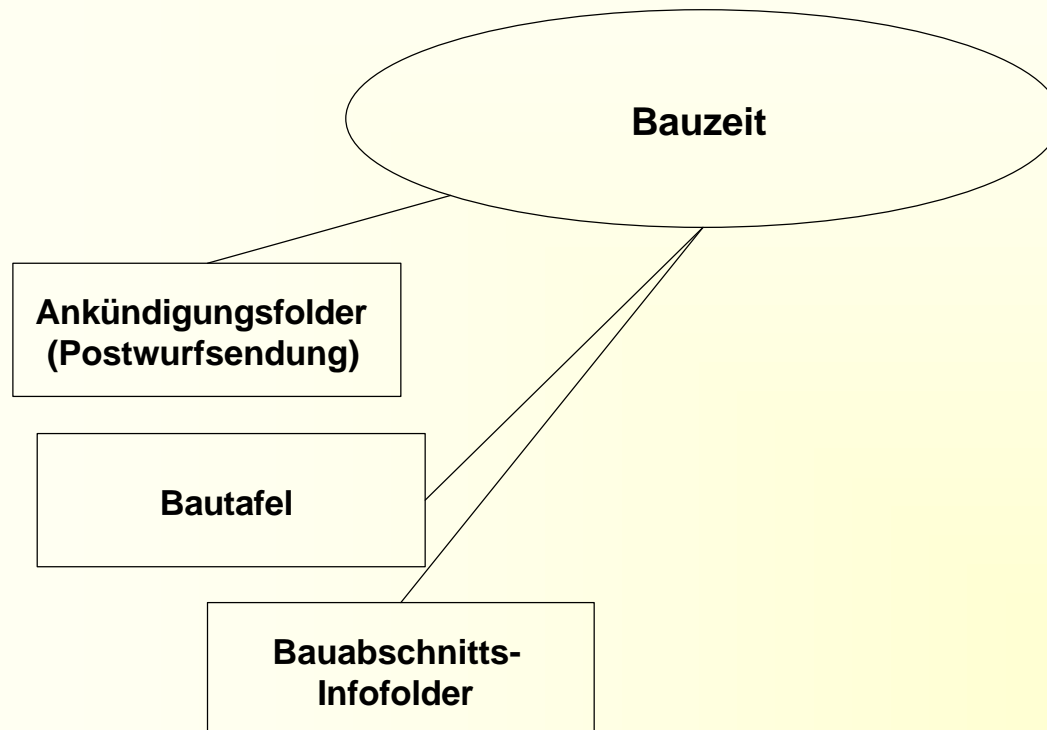 Bauzeit
Ankündigungsfolder
(Postwurfsendung)
Bautafel
Bauabschnitts-
Infofolder